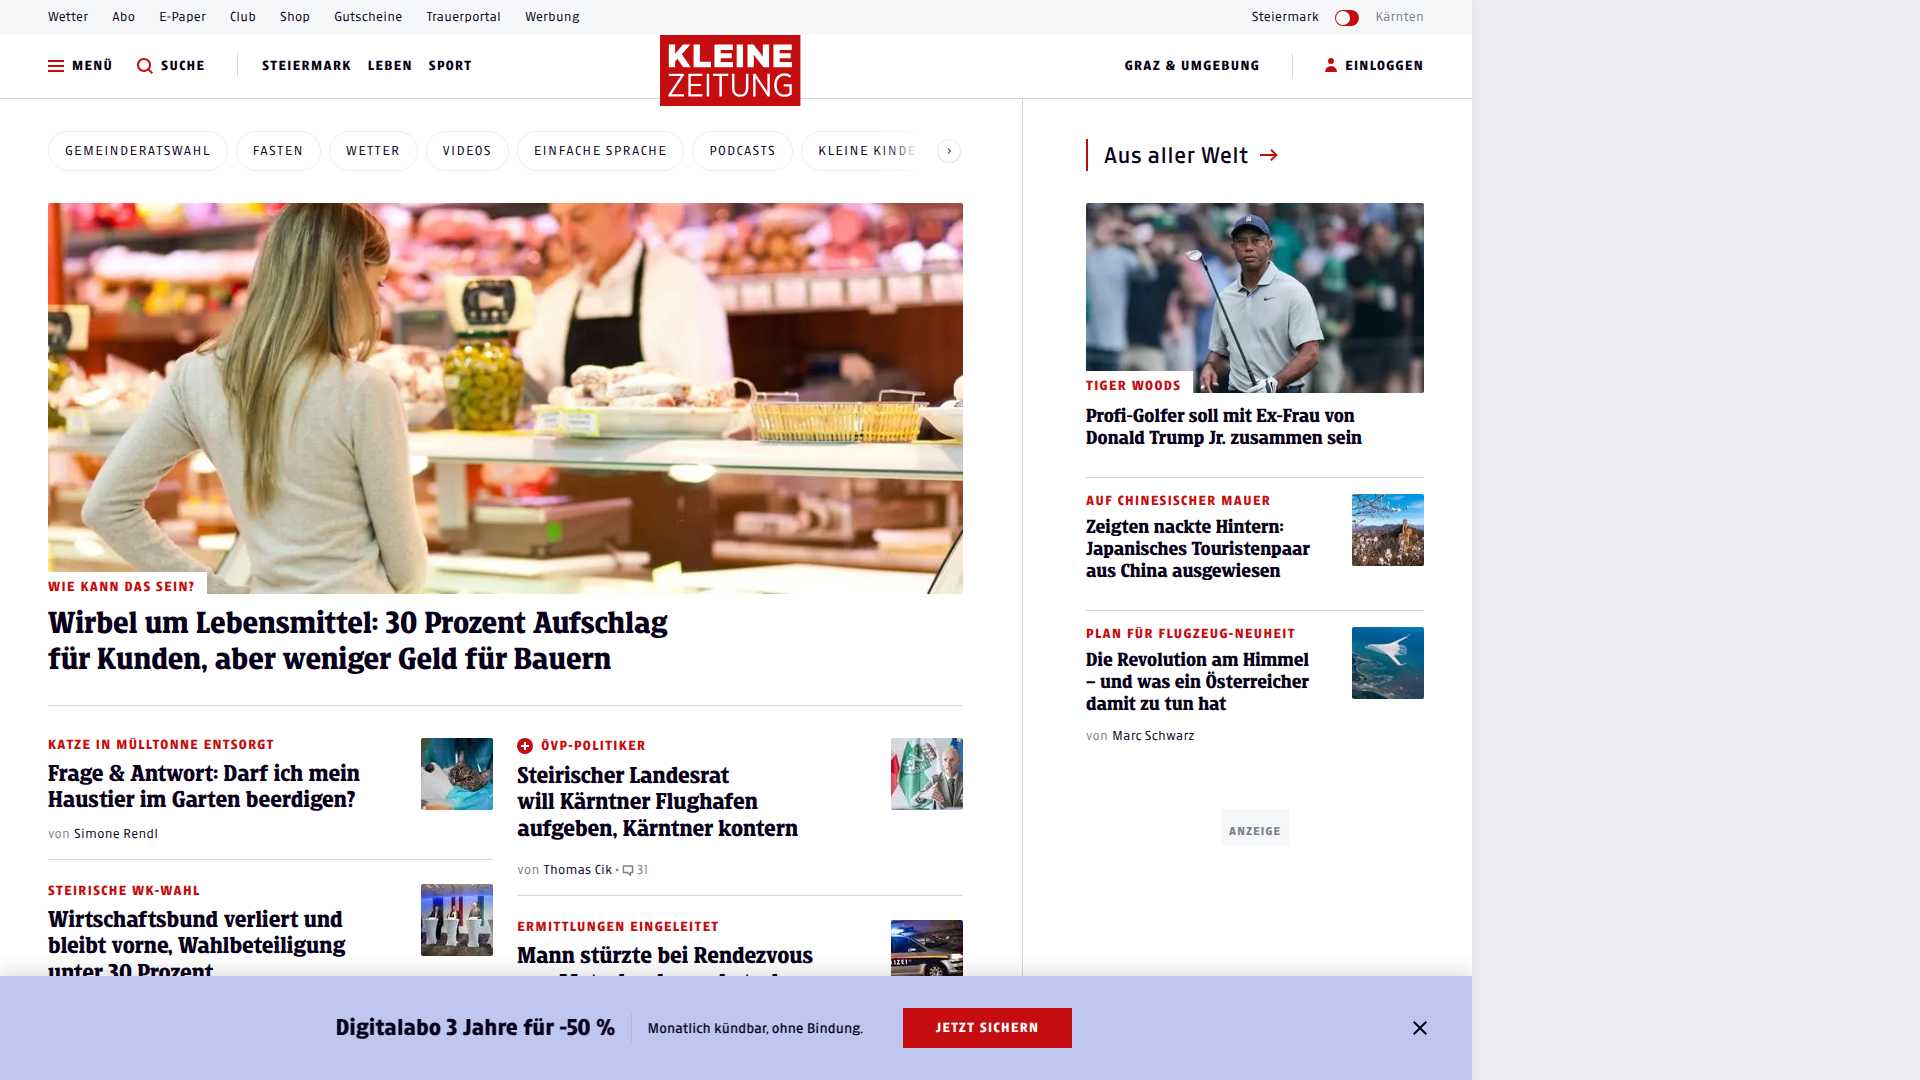 Wetter Abo E-Paper Club Shop Gutscheine Trauerportal Werbung Steiermark Kärnten
MENÜ SUCHE STEIERMARK LEBEN SPORT KLEINE ZEITUNG GRAZ & UMGEBUNG EINLOGGEN
GEMEINDERATSWAHL FASTEN WETTER VIDEOS EINFACHE SPRACHE PODCASTS KLEINE KINDE
WIE KANN DAS SEIN?
Wirbel um Lebensmittel: 30 Prozent Aufschlag
für Kunden, aber weniger Geld für Bauern
KATZE IN MÜLLTONNE ENTSORGT
Frage & Antwort: Darf ich mein
Haustier im Garten beerdigen?
von Simone Rendl
STEIRISCHE WK-WAHL
Wirtschaftsbund verliert und
bleibt vorne, Wahlbeteiligung
unter 30 Prozent
ÖVP-POLITIKER
Steirischer Landesrat
will Kärntner Flughafen
aufgeben, Kärntner kontern
von Thomas Cik • 31
ERMITTLUNGEN EINGELEITET
Mann stürzte bei Rendezvous
Aus aller Welt
TIGER WOODS
Profi-Golfer soll mit Ex-Frau von
Donald Trump Jr. zusammen sein
AUF CHINESISCHER MAUER
Zeigten nackte Hintern:
Japanisches Touristenpaar
aus China ausgewiesen
PLAN FÜR FLUGZEUG-NEUHEIT
Die Revolution am Himmel
– und was ein Österreicher
damit zu tun hat
von Marc Schwarz
ANZEIGE
Digitalabo 3 Jahre für -50 % Monatlich kündbar, ohne Bindung. JETZT SICHERN